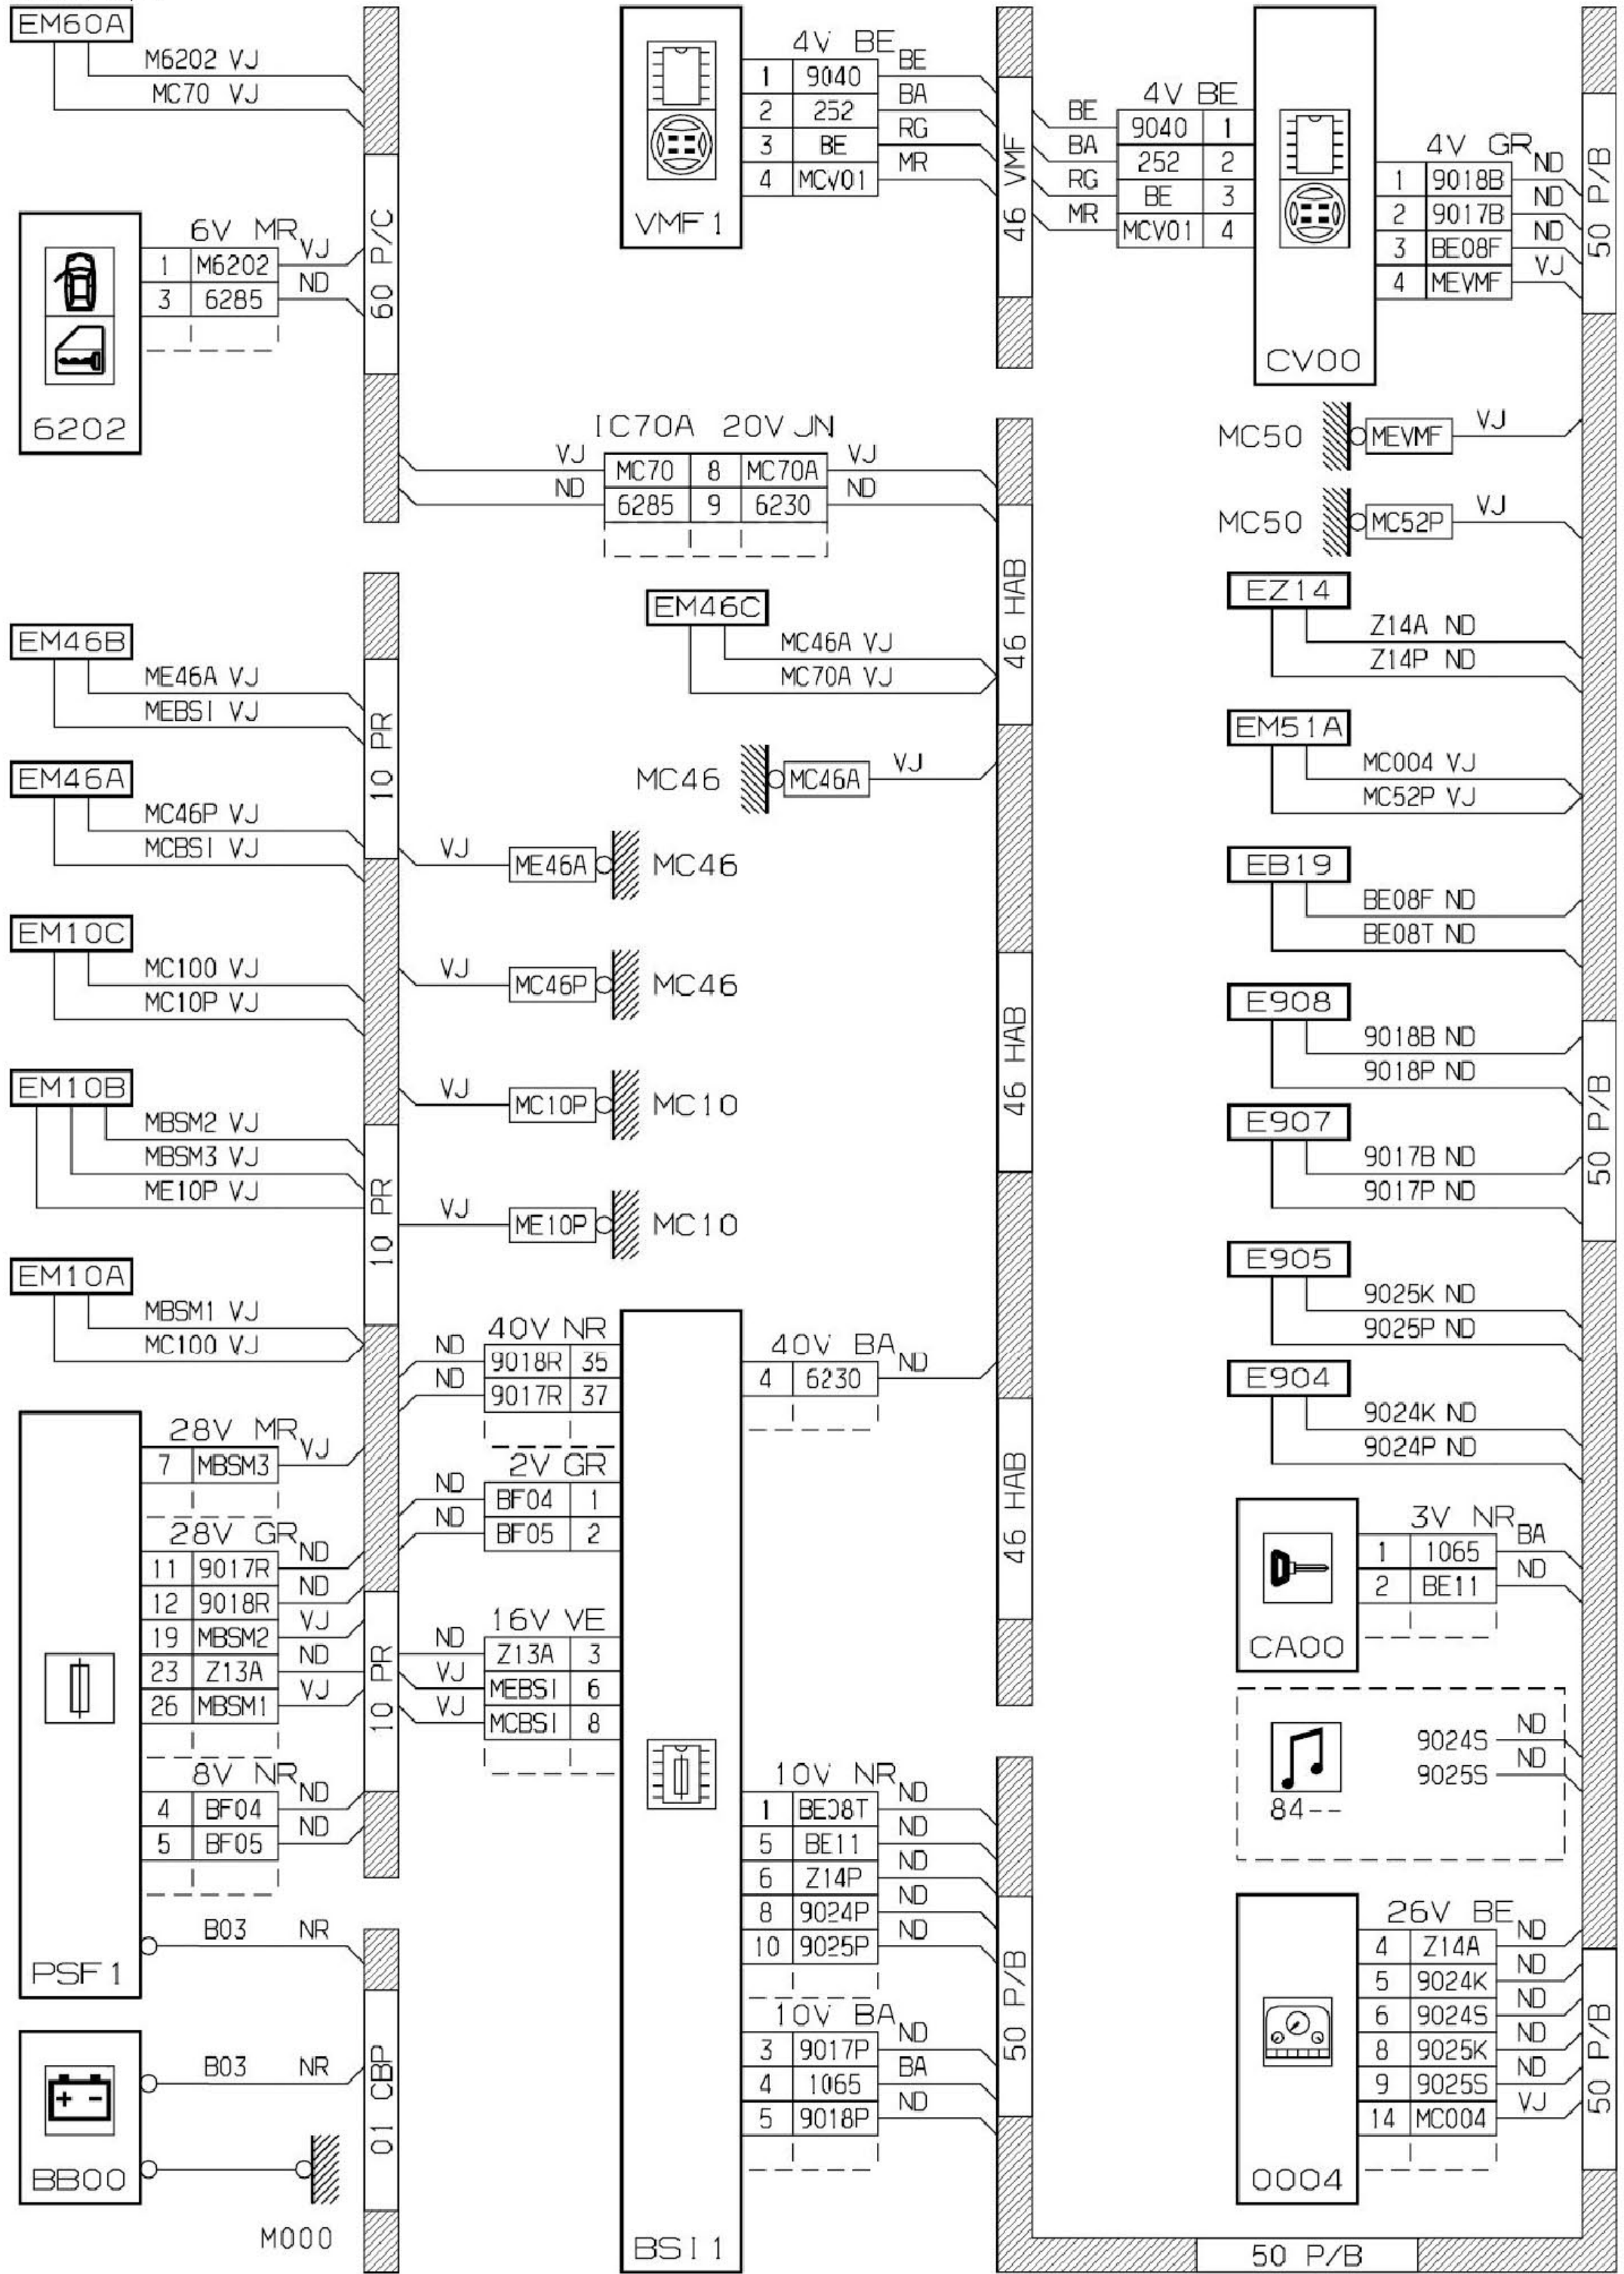 EM60A
M6202 VJ
MC70 VJ
60 P/C
6V MR
1 M6202 VJ
3 6285 ND
6202
EM46B
ME46A VJ
MEBSI VJ
10 PR
EM46A
MC46P VJ
MCBSI VJ
EM10C
MC100 VJ
MC10P VJ
EM10B
MBSM2 VJ
MBSM3 VJ
ME10P VJ
10 PR
EM10A
MBSM1 VJ
MC100 VJ
28V MR
7 MBSM3 VJ
28V GR
11 9017R ND
12 9018R ND
19 MBSM2 VJ
23 Z13A ND
26 MBSM1 VJ
10 PR
8V NR
4 BF04 ND
5 BF05 ND
B03 NR
PSF1
B03 NR
01 CBP
BB00
M000
VMF1
4V BE
1 9040 BE
2 252 BA
3 BE RG
4 MCV01 MR
46 VMF
IC70A 20V JN
VJ MC70 8 MC70A VJ
ND 6285 9 6230 ND
46 HAB
EM46C
MC46A VJ
MC70A VJ
MC46 MC46A VJ
VJ ME46A MC46
VJ MC46P MC46
46 HAB
VJ MC10P MC10
VJ ME10P MC10
40V NR
ND 9018R 35
ND 9017R 37
2V GR
ND BF04 1
ND BF05 2
16V VE
ND Z13A 3
VJ MEBSI 6
VJ MCBSI 8
40V BA
4 6230 ND
46 HAB
10V NR
1 BE08T ND
5 BE11 ND
6 Z14P ND
8 9024P ND
10 9025P ND
10V BA
3 9017P ND
4 1065 BA
5 9018P ND
50 P/B
BSI1
4V BE
BE 9040 1
BA 252 2
RG BE 3
MR MCV01 4
4V GR
1 9018B ND
2 9017B ND
3 BE08F ND
4 MEVMF VJ
50 P/B
CV00
MC50 MEVMF VJ
MC50 MC52P VJ
EZ14
Z14A ND
Z14P ND
EM51A
MC004 VJ
MC52P VJ
EB19
BE08F ND
BE08T ND
E908
9018B ND
9018P ND
50 P/B
E907
9017B ND
9017P ND
E905
9025K ND
9025P ND
E904
9024K ND
9024P ND
3V NR
1 1065 BA
2 BE11 ND
CA00
9024S ND
9025S ND
84--
26V BE
4 Z14A ND
5 9024K ND
6 9024S ND
8 9025K ND
9 9025S ND
14 MC004 VJ
50 P/B
0004
50 P/B